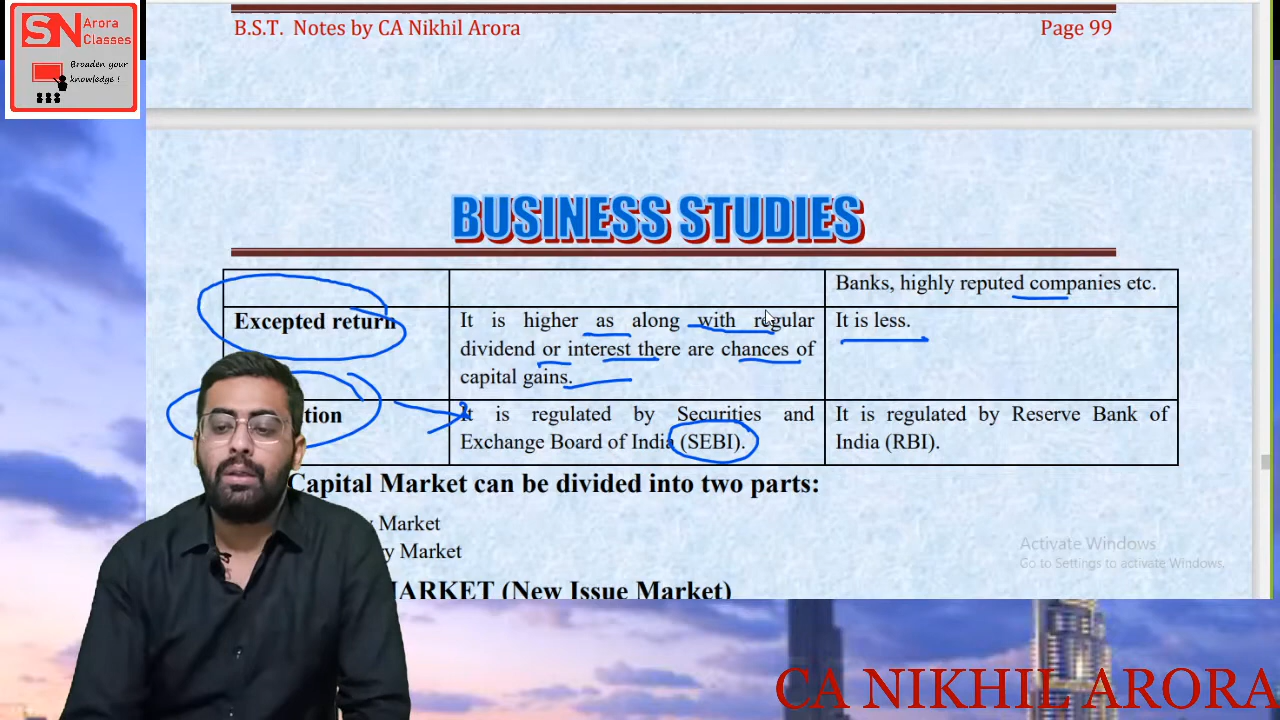 SN Arora
Classes
Broaden your
knowledge !
B.S.T. Notes by CA Nikhil Arora Page 99
BUSINESS STUDIES
Banks, highly reputed companies etc.
Excepted return
It is higher as along with regular
dividend or interest there are chances of
capital gains.
It is less.
tion
It is regulated by Securities and
Exchange Board of India (SEBI).
It is regulated by Reserve Bank of
India (RBI).
Capital Market can be divided into two parts:
Market
ry Market
MARKET (New Issue Market)
Activate Windows
Go to Settings to activate Windows.
CA NIKHIL ARORA